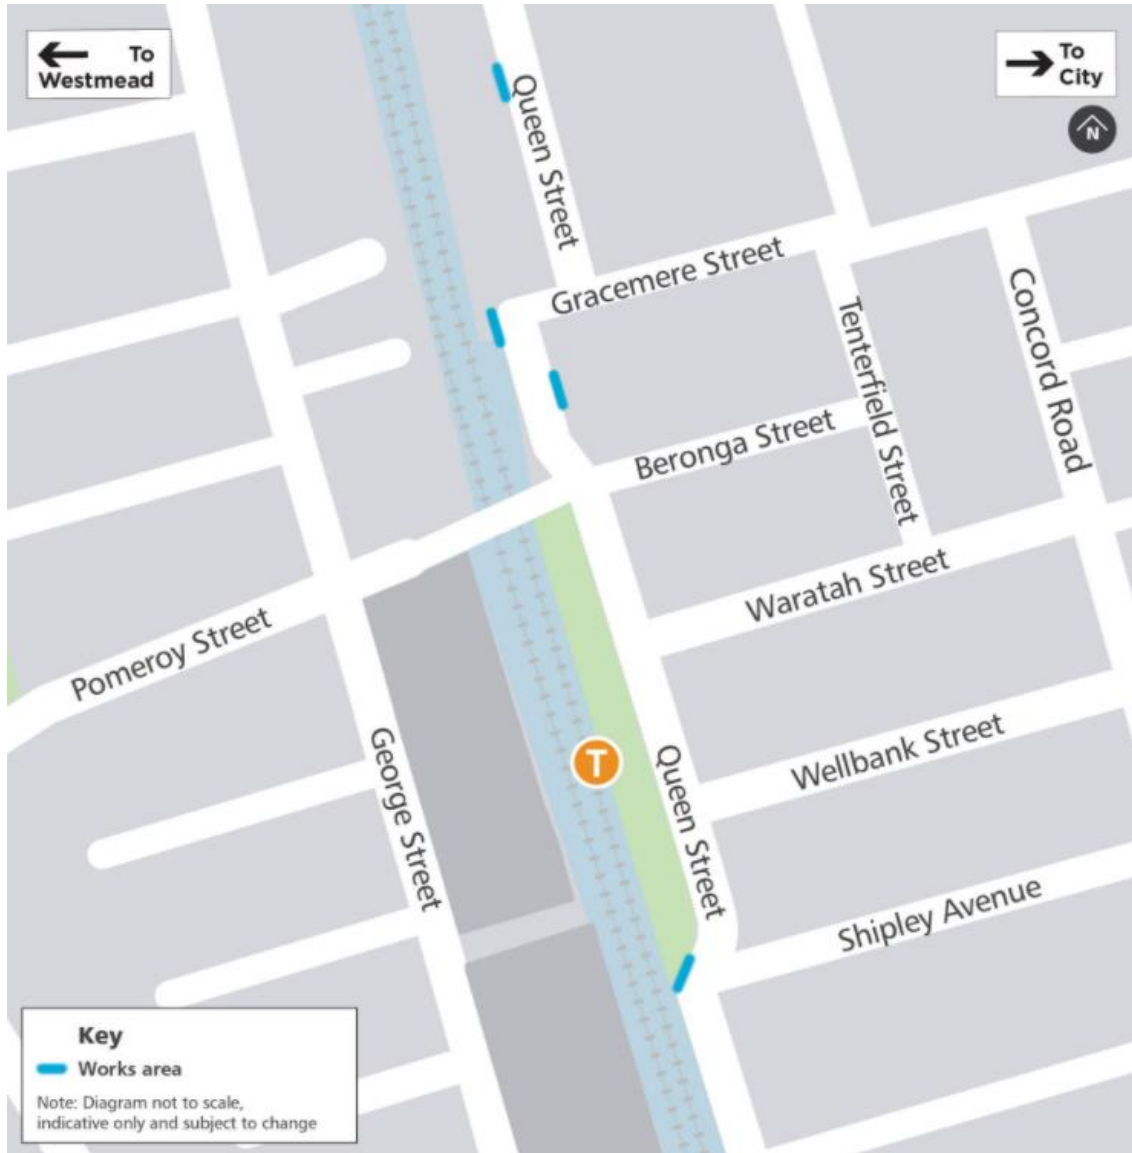 To
Westmead
To
City
N
Queen Street
Gracemere Street
Concord Road
Tenterfield Street
Beronga Street
Waratah Street
Pomeroy Street
George Street
T
Queen Street
Wellbank Street
Shipley Avenue
Key
Works area
Note: Diagram not to scale,
indicative only and subject to change